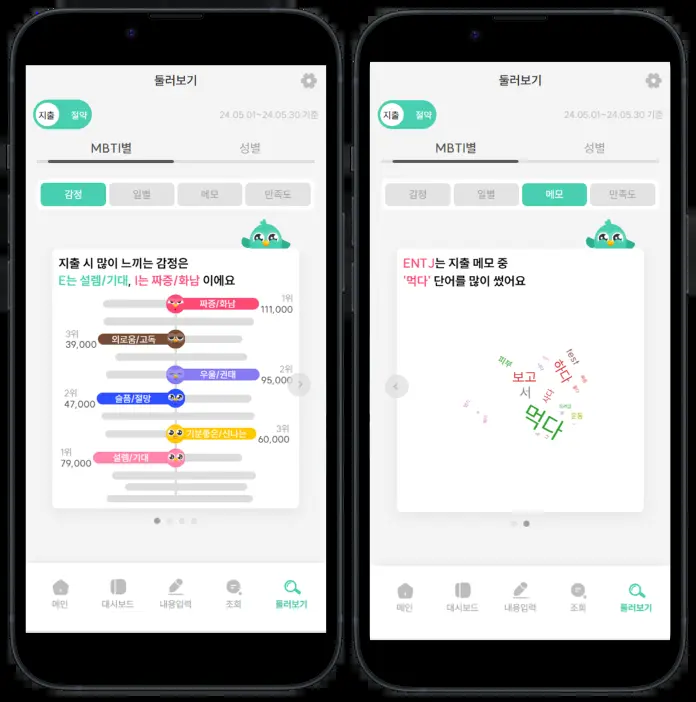 둘러보기
지출 절약
24.05.01~24.05.30 기준
MBTI별 성별
감정 일별 메모 만족도
지출 시 많이 느끼는 감정은
E는 설렘/기대, I는 짜증/화남 이에요
짜증/화남
1위
111,000
3위
39,000
외로움/고독
우울/권태
2위
95,000
2위
47,000
슬픔/절망
기분좋은/신나는
3위
60,000
1위
79,000
설렘/기대
메인 대시보드 내용입력 조회 둘러보기
둘러보기
지출 절약
24.05.01~24.05.30 기준
MBTI별 성별
감정 일별 메모 만족도
ENTJ는 지출 메모 중
'먹다' 단어를 많이 썼어요
test
피부
하다
보고
서
사다
먹다
메인 대시보드 내용입력 조회 둘러보기